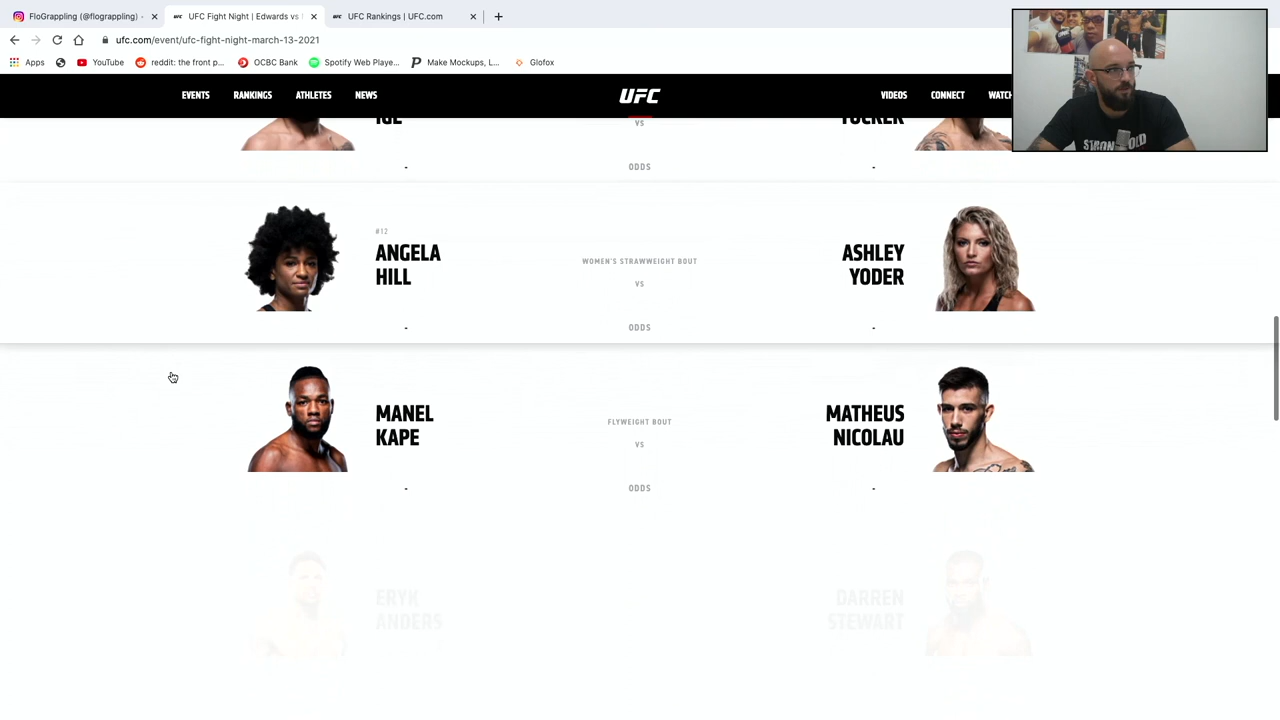 FloGrappling (@flograppling) ·
UFC Fight Night | Edwards vs
UFC Rankings | UFC.com
ufc.com/event/ufc-fight-night-march-13-2021
Apps
YouTube
reddit: the front p...
OCBC Bank
Spotify Web Playe...
Make Mockups, L...
Glofox
EVENTS
RANKINGS
ATHLETES
NEWS
UFC
VIDEOS
CONNECT
WATCH
IGE
VS
TUCKER
-
ODDS
-
#12
ANGELA
HILL
WOMEN'S STRAWWEIGHT BOUT
VS
ASHLEY
YODER
-
ODDS
-
MANEL
KAPE
FLYWEIGHT BOUT
VS
MATHEUS
NICOLAU
-
ODDS
-
ERYK
ANDERS
DARREN
STEWART